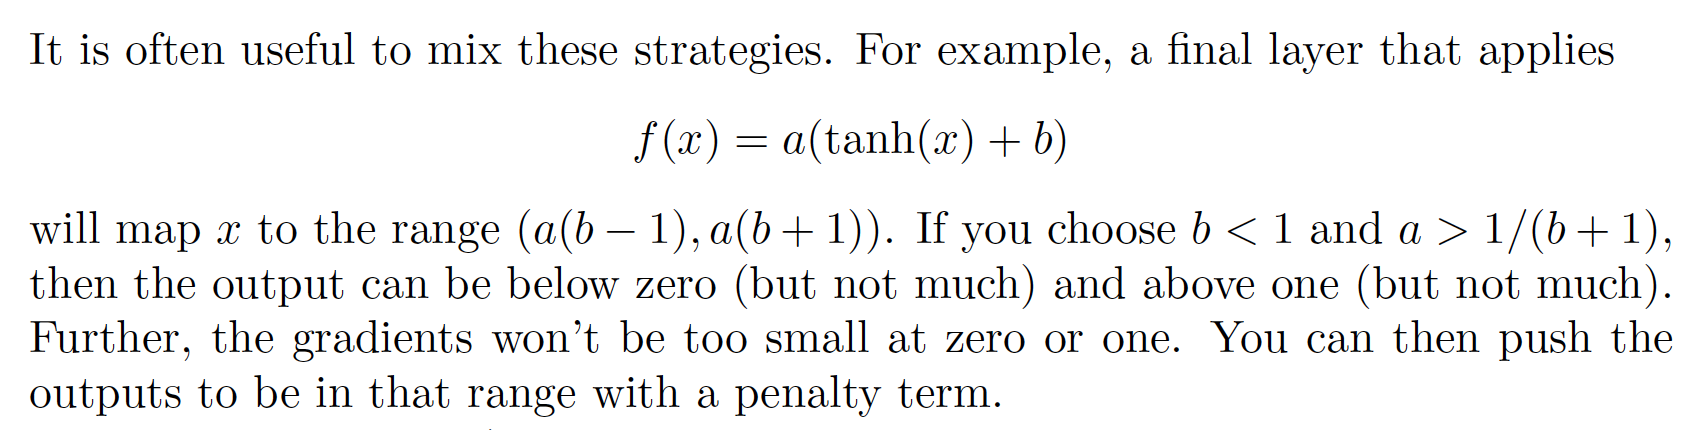 It is often useful to mix these strategies. For example, a final layer that applies
f(x) = a(tanh(x) + b)
will map x to the range (a(b − 1), a(b + 1)). If you choose b < 1 and a > 1/(b + 1),
then the output can be below zero (but not much) and above one (but not much).
Further, the gradients won’t be too small at zero or one. You can then push the
outputs to be in that range with a penalty term.